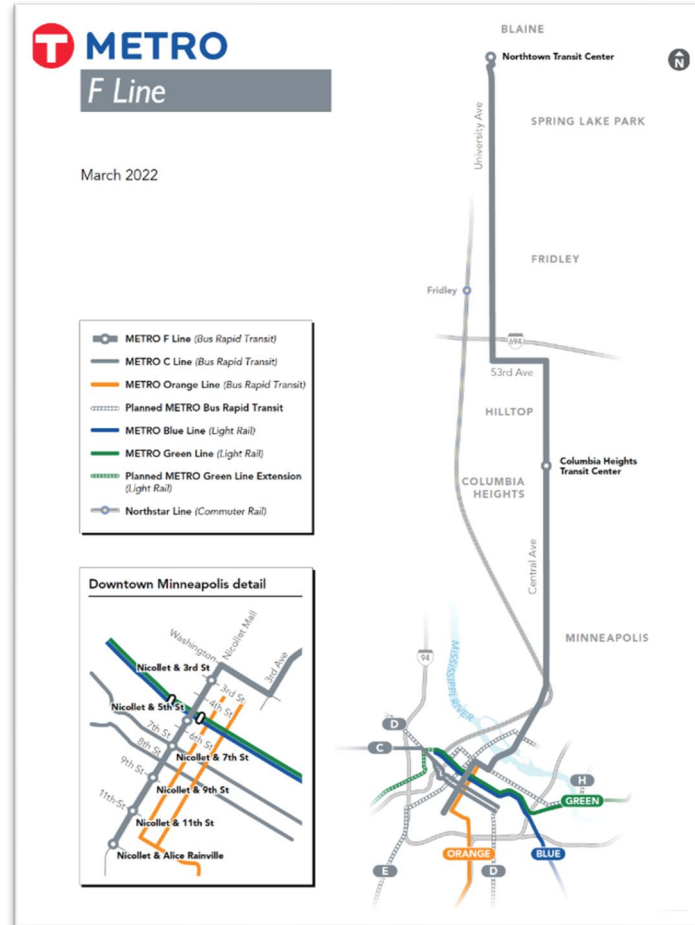 T METRO
F Line
March 2022
BLAINE
Northtown Transit Center
N
University Ave
SPRING LAKE PARK
FRIDLEY
Fridley
694
53rd Ave
HILLTOP
Columbia Heights
Transit Center
COLUMBIA
HEIGHTS
Central Ave
MINNEAPOLIS
94
MISSISSIPPI RIVER
D
C
H
GREEN
ORANGE
BLUE
E
D
METRO F Line (Bus Rapid Transit)
METRO C Line (Bus Rapid Transit)
METRO Orange Line (Bus Rapid Transit)
Planned METRO Bus Rapid Transit
METRO Blue Line (Light Rail)
METRO Green Line (Light Rail)
Planned METRO Green Line Extension
(Light Rail)
Northstar Line (Commuter Rail)
Downtown Minneapolis detail
Washington
Nicollet Mall
3rd Ave
Nicollet & 3rd St
3rd St
4th St
Nicollet & 5th St
6th St
7th St
8th St
Nicollet & 7th St
9th St
Nicollet & 9th St
11th St
Nicollet & 11th St
Nicollet & Alice Rainville